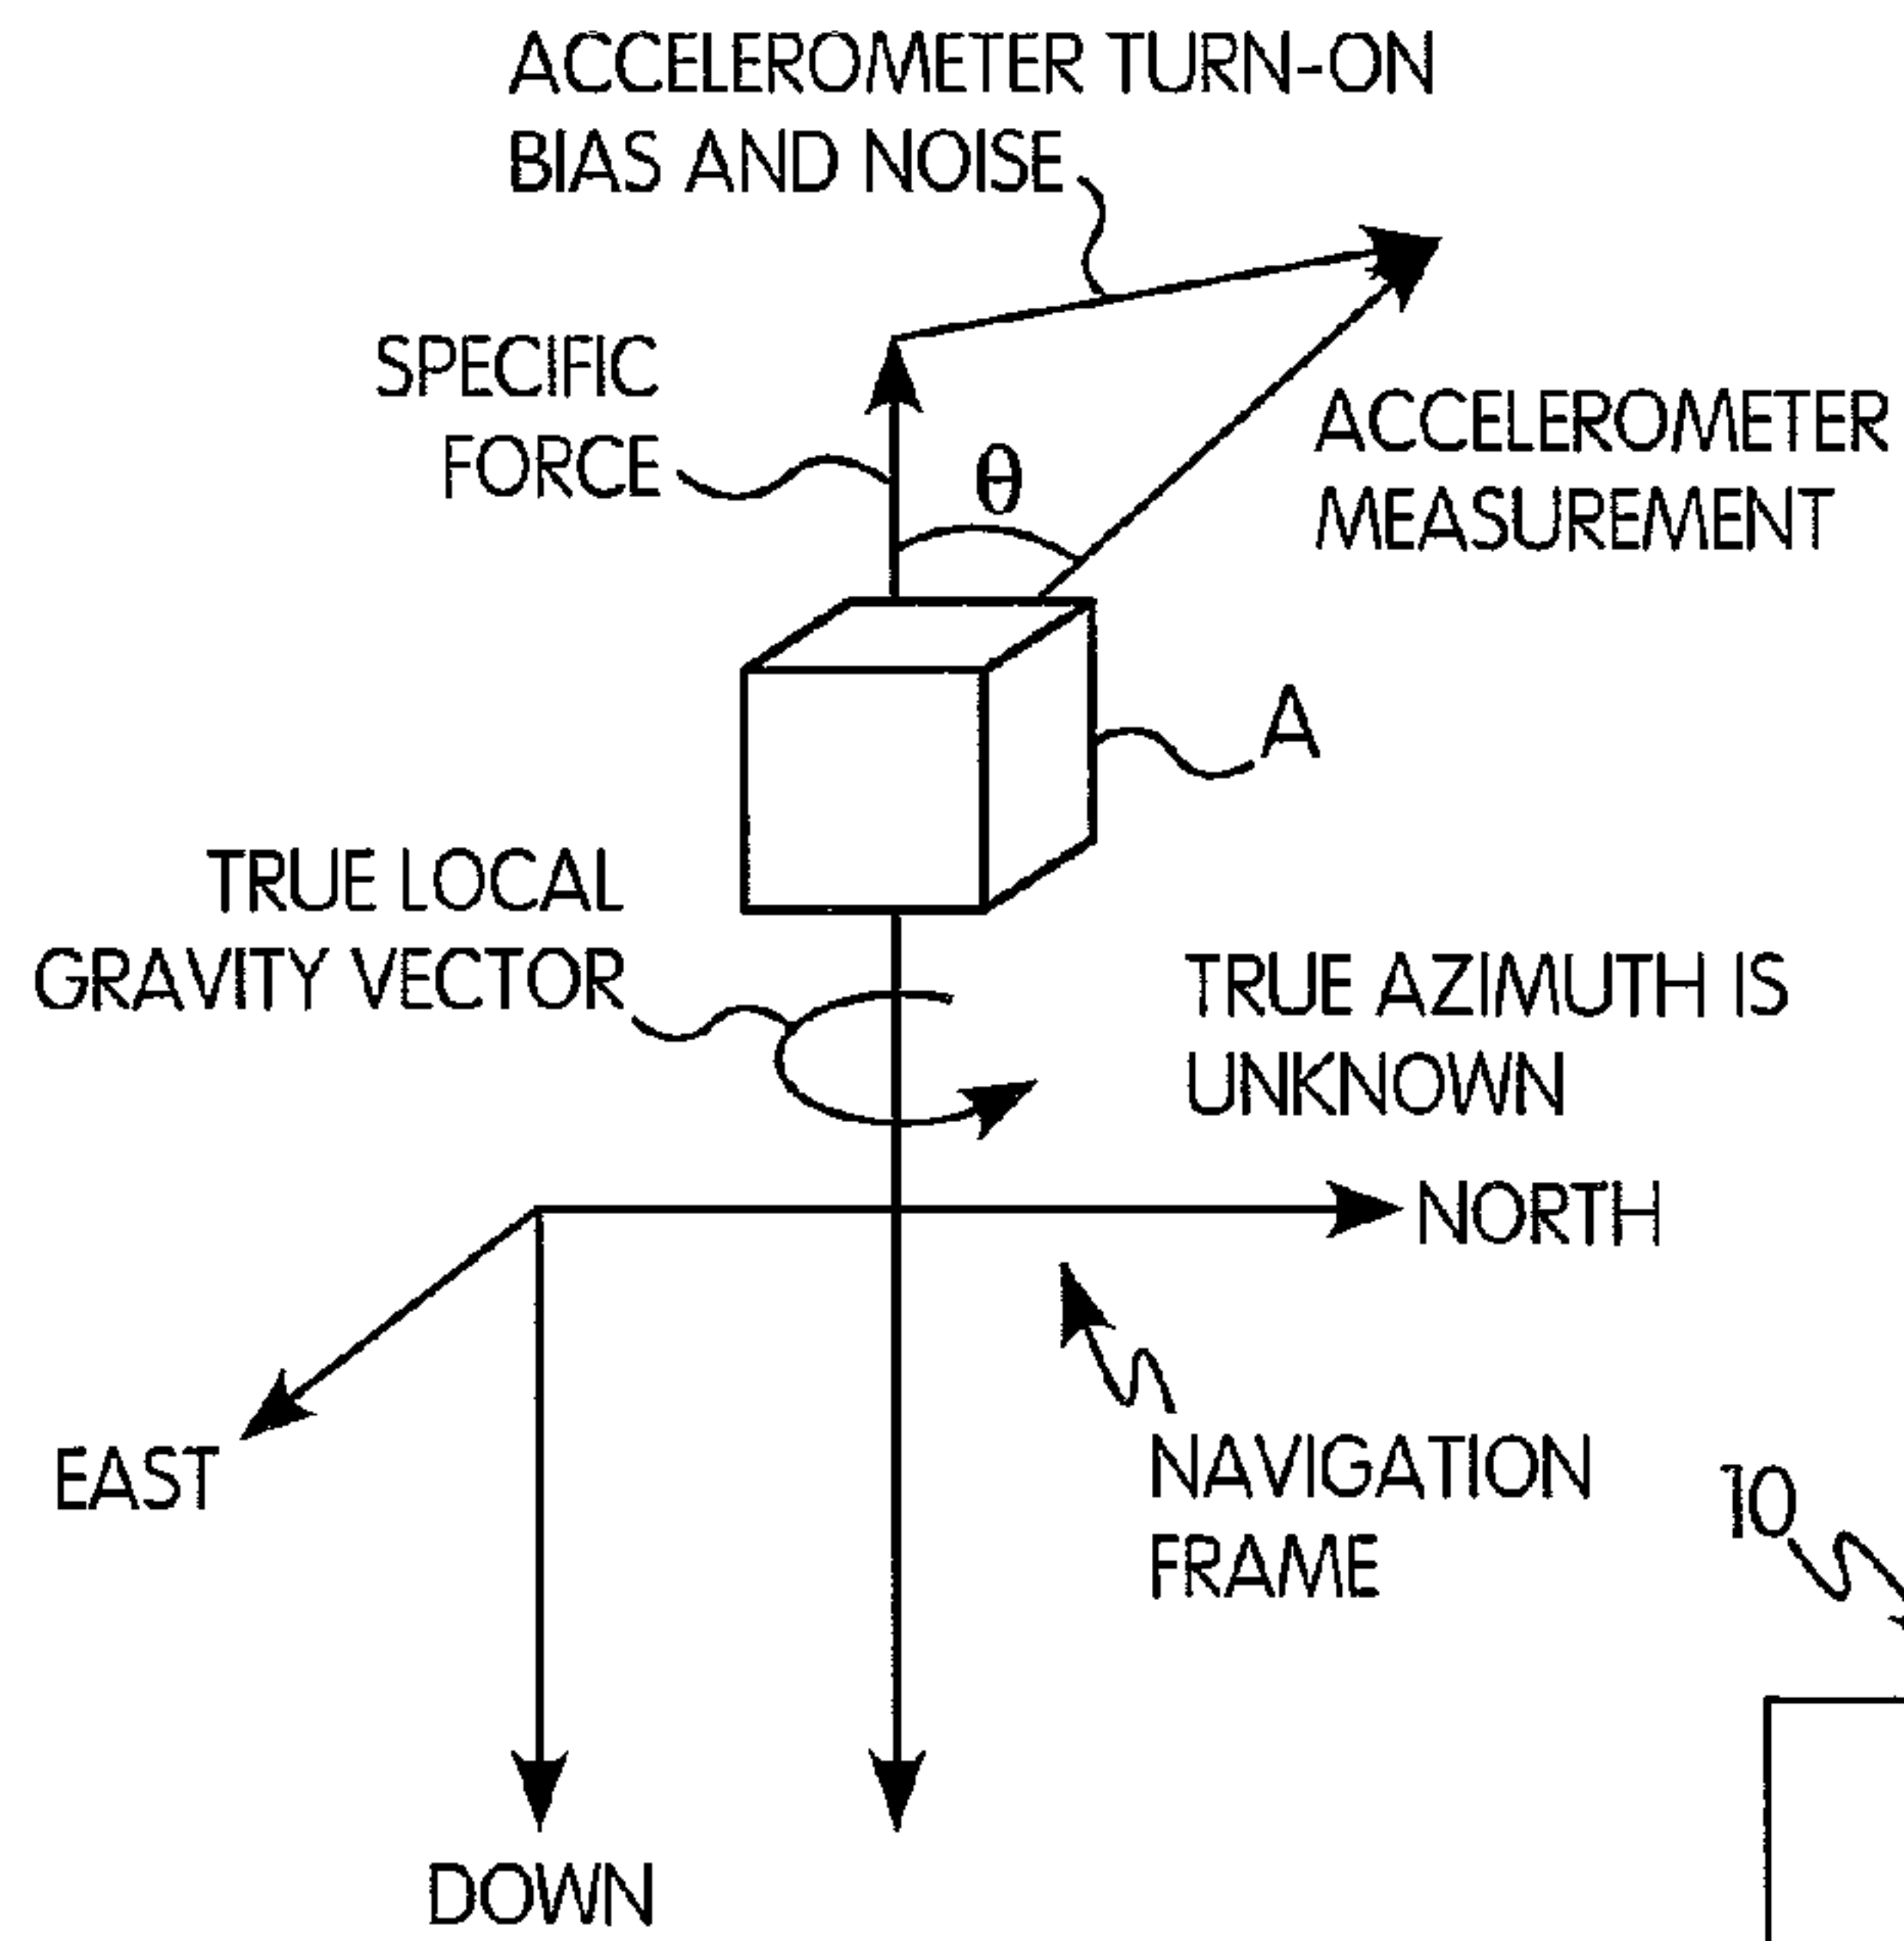 ACCELEROMETER TURN-ON
BIAS AND NOISE
SPECIFIC
FORCE
θ
ACCELEROMETER
MEASUREMENT
A
TRUE LOCAL
GRAVITY VECTOR
TRUE AZIMUTH IS
UNKNOWN
NORTH
EAST
NAVIGATION
FRAME
10
DOWN